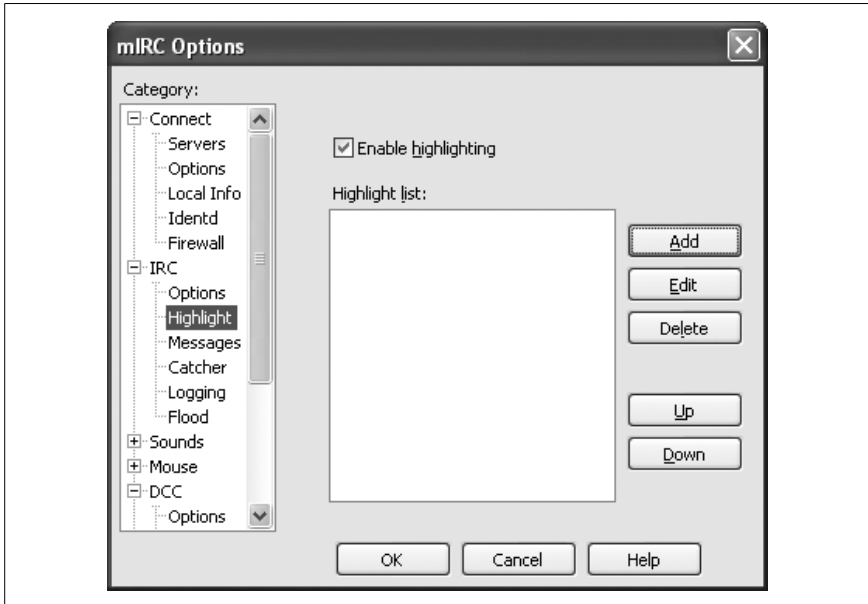 mIRC Options
Category:
Connect
Servers
Options
Local Info
Identd
Firewall
IRC
Options
Highlight
Messages
Catcher
Logging
Flood
Sounds
Mouse
DCC
Options
Enable highlighting
Highlight list:
Add
Edit
Delete
Up
Down
OK
Cancel
Help